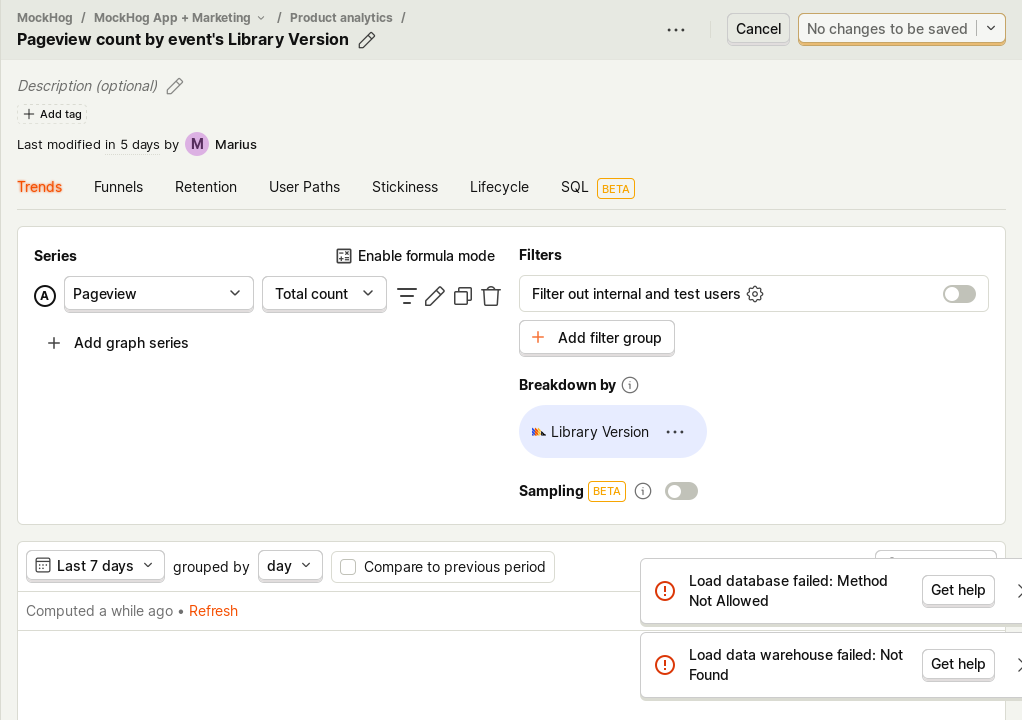 MockHog / MockHog App + Marketing / Product analytics /
Pageview count by event's Library Version
Cancel
No changes to be saved
Description (optional)
Add tag
Last modified in 5 days by M Marius
Trends Funnels Retention User Paths Stickiness Lifecycle SQL BETA
Series
Enable formula mode
A Pageview Total count
Add graph series
Filters
Filter out internal and test users
Add filter group
Breakdown by
Library Version
Sampling BETA
Last 7 days grouped by day Compare to previous period
Computed a while ago • Refresh
Load database failed: Method
Not Allowed
Get help
Load data warehouse failed: Not
Found
Get help